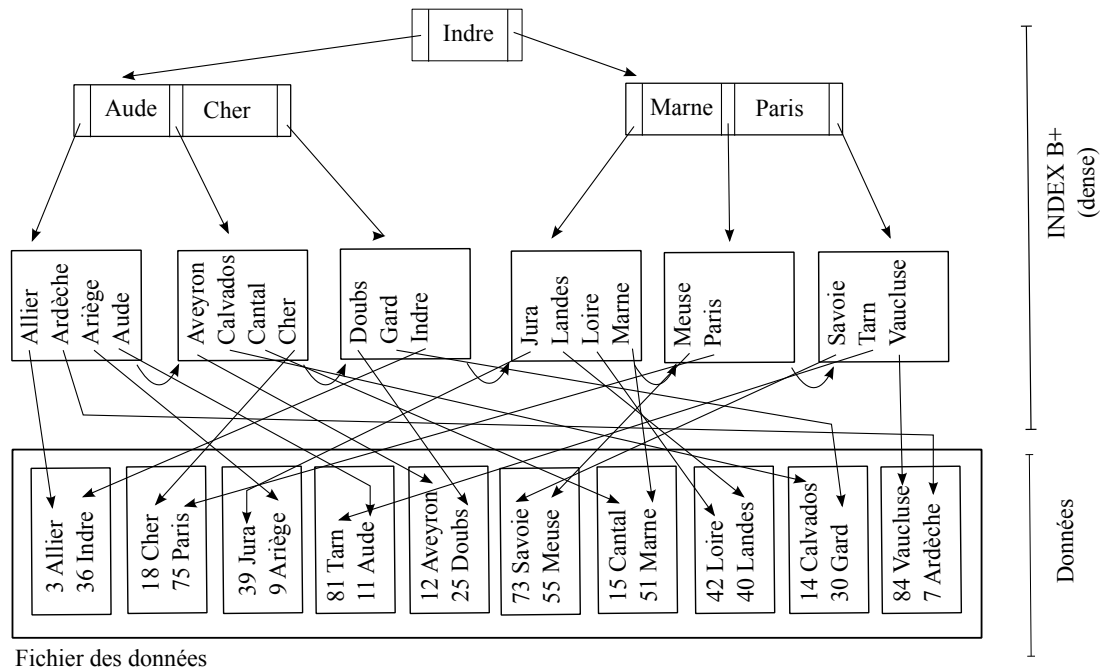 Indre
Aude
Cher
Marne
Paris
INDEX B+
(dense)
Allier
Ardèche
Ariège
Aude
Aveyron
Calvados
Cantal
Cher
Doubs
Gard
Indre
Jura
Landes
Loire
Marne
Meuse
Paris
Savoie
Tarn
Vaucluse
3 Allier
36 Indre
18 Cher
75 Paris
39 Jura
9 Ariège
81 Tarn
11 Aude
12 Aveyron
25 Doubs
73 Savoie
55 Meuse
15 Cantal
51 Marne
42 Loire
40 Landes
14 Calvados
30 Gard
84 Vaucluse
7 Ardèche
Données
Fichier des données